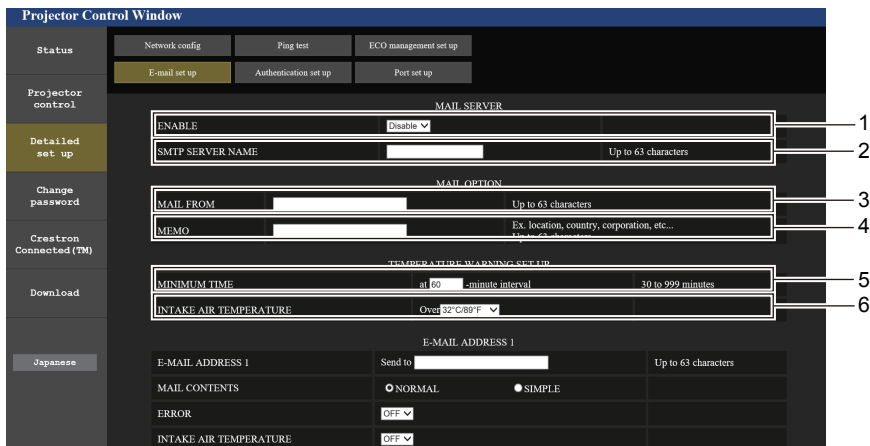 Projector Control Window
Status
Projector
control
Detailed
set up
Change
password
Crestron
Connected(TM)
Download
Japanese
Network config Ping test ECO management set up
E-mail set up Authentication set up Port set up
MAIL SERVER
ENABLE Disable 1
SMTP SERVER NAME Up to 63 characters 2
MAIL OPTION
MAIL FROM Up to 63 characters 3
MEMO Ex. location, country, corporation, etc... 4
Up to 63 characters
TEMPERATURE WARNING SET UP
MINIMUM TIME at 60 -minute interval 30 to 999 minutes 5
INTAKE AIR TEMPERATURE Over 32°C/89°F 6
E-MAIL ADDRESS 1
E-MAIL ADDRESS 1 Send to Up to 63 characters
MAIL CONTENTS NORMAL SIMPLE
ERROR OFF
INTAKE AIR TEMPERATURE OFF